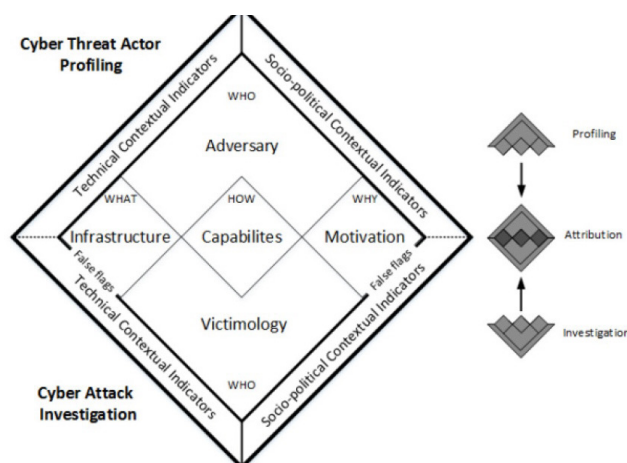 Cyber Threat Actor
Profiling
Technical Contextual Indicators
Socio-political Contextual Indicators
WHO
Adversary
WHAT
HOW
WHY
Infrastructure
Capabilites
Motivation
False flags
False flags
Technical Contextual Indicators
Socio-political Contextual Indicators
Victimology
WHO
Cyber Attack
Investigation
Profiling
Attribution
Investigation